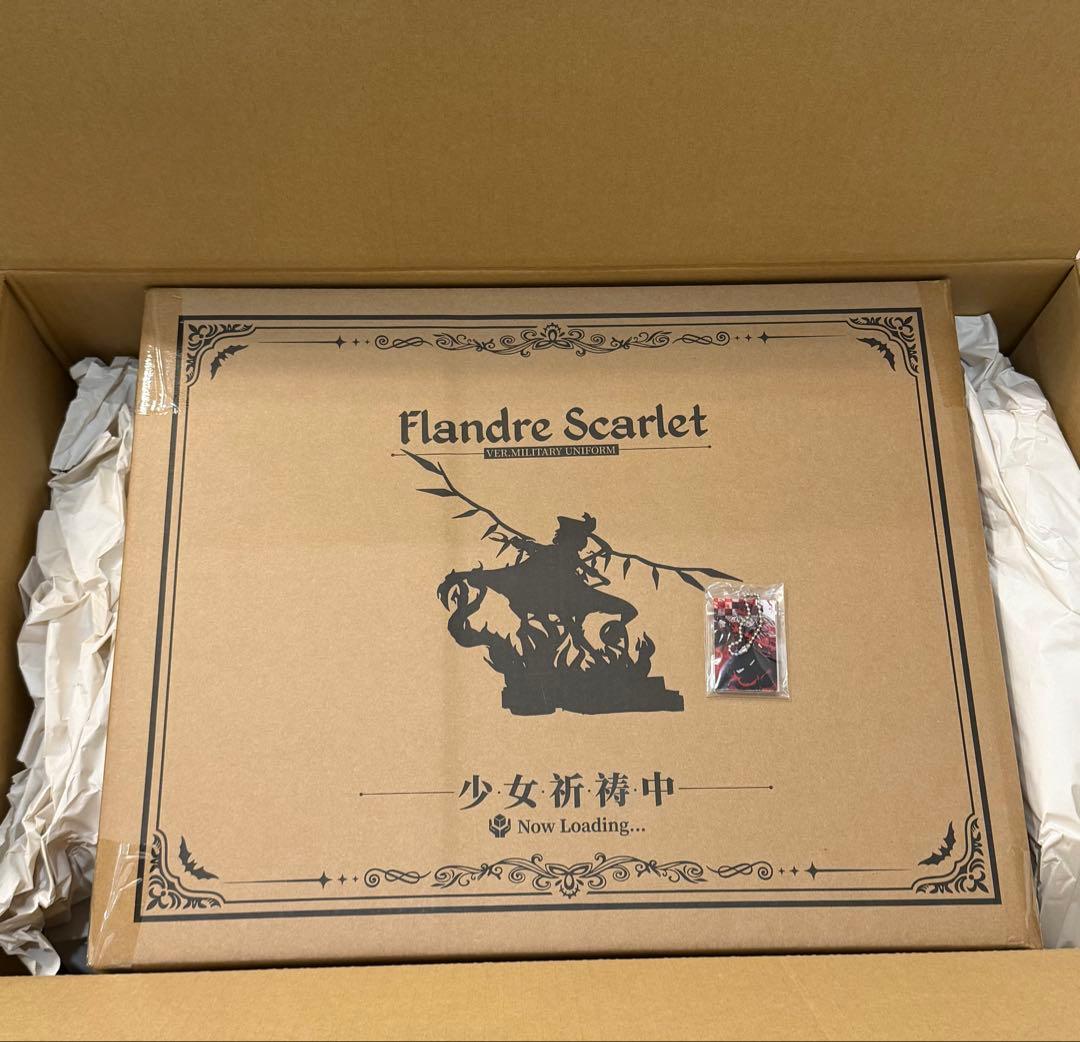 Flandre Scarlet
VER.MILITARY UNIFORM
少·女·祈·祷·中
Now Loading...